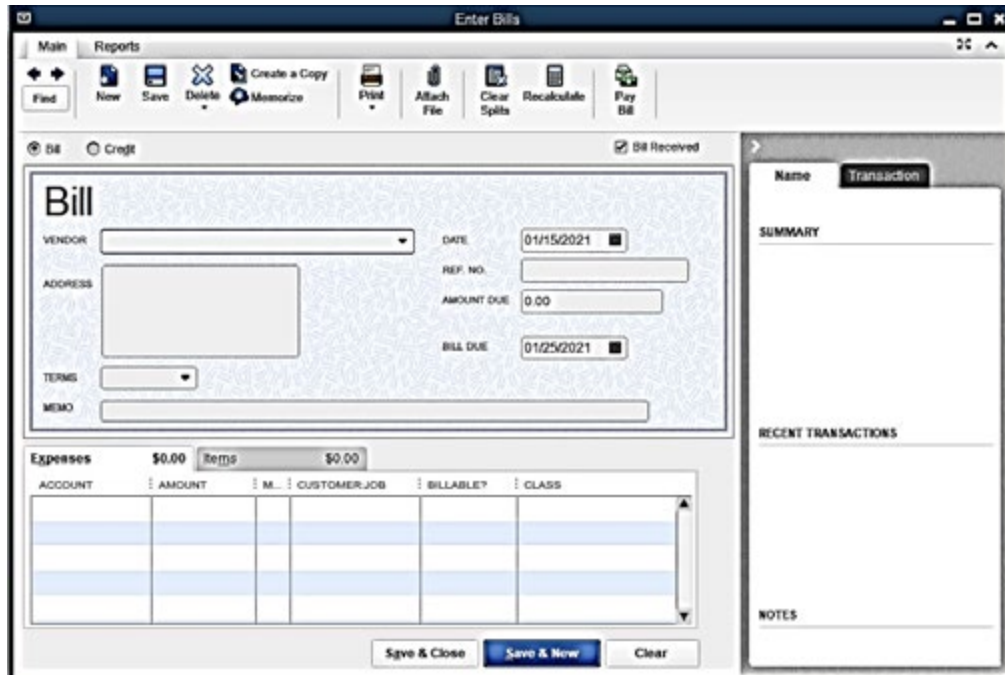 Enter Bills
Main Reports
Find New Save Delete Create a Copy Memorize Print Attach File Clear Splits Recalculate Pay Bill
Bill Credit Bill Received
Bill
VENDOR DATE 01/15/2021
REF. NO.
ADDRESS
AMOUNT DUE 0.00
BILL DUE 01/25/2021
TERMS
MEMO
Expenses $0.00 Items $0.00
ACCOUNT AMOUNT M... CUSTOMER:JOB BILLABLE? CLASS
Save & Close Save & New Clear
Name Transaction
SUMMARY
RECENT TRANSACTIONS
NOTES